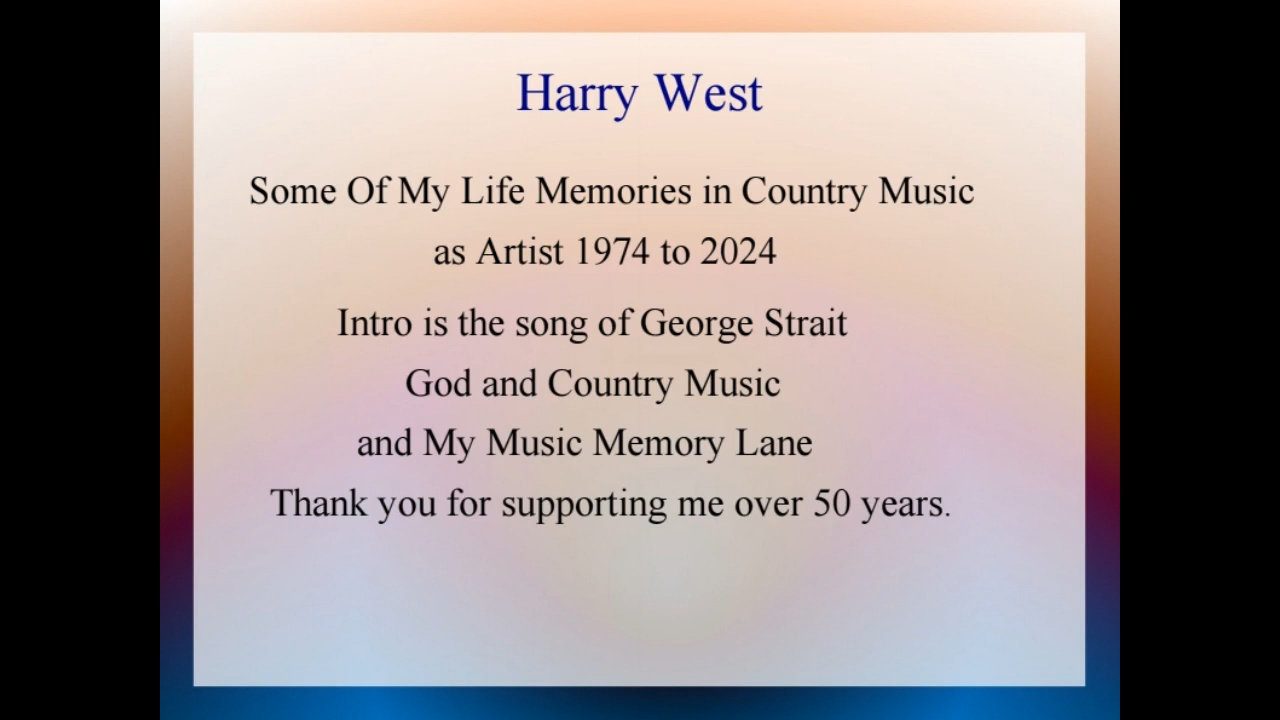 Harry West
Some Of My Life Memories in Country Music
as Artist 1974 to 2024
Intro is the song of George Strait
God and Country Music
and My Music Memory Lane
Thank you for supporting me over 50 years.